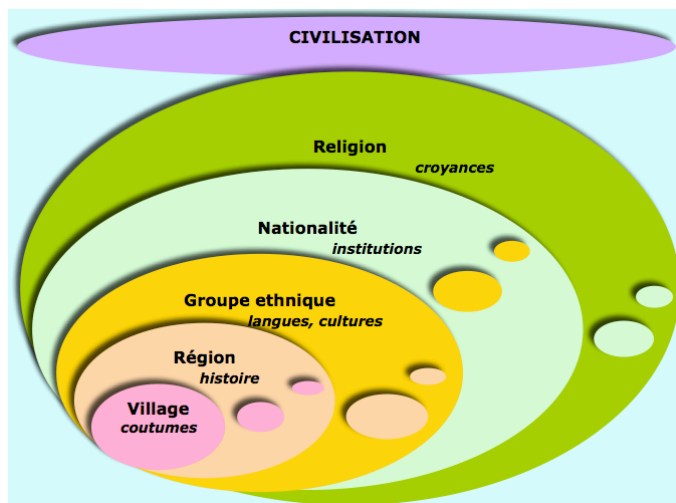 CIVILISATION
Religion
croyances
Nationalité
institutions
Groupe ethnique
langues, cultures
Région
histoire
Village
coutumes